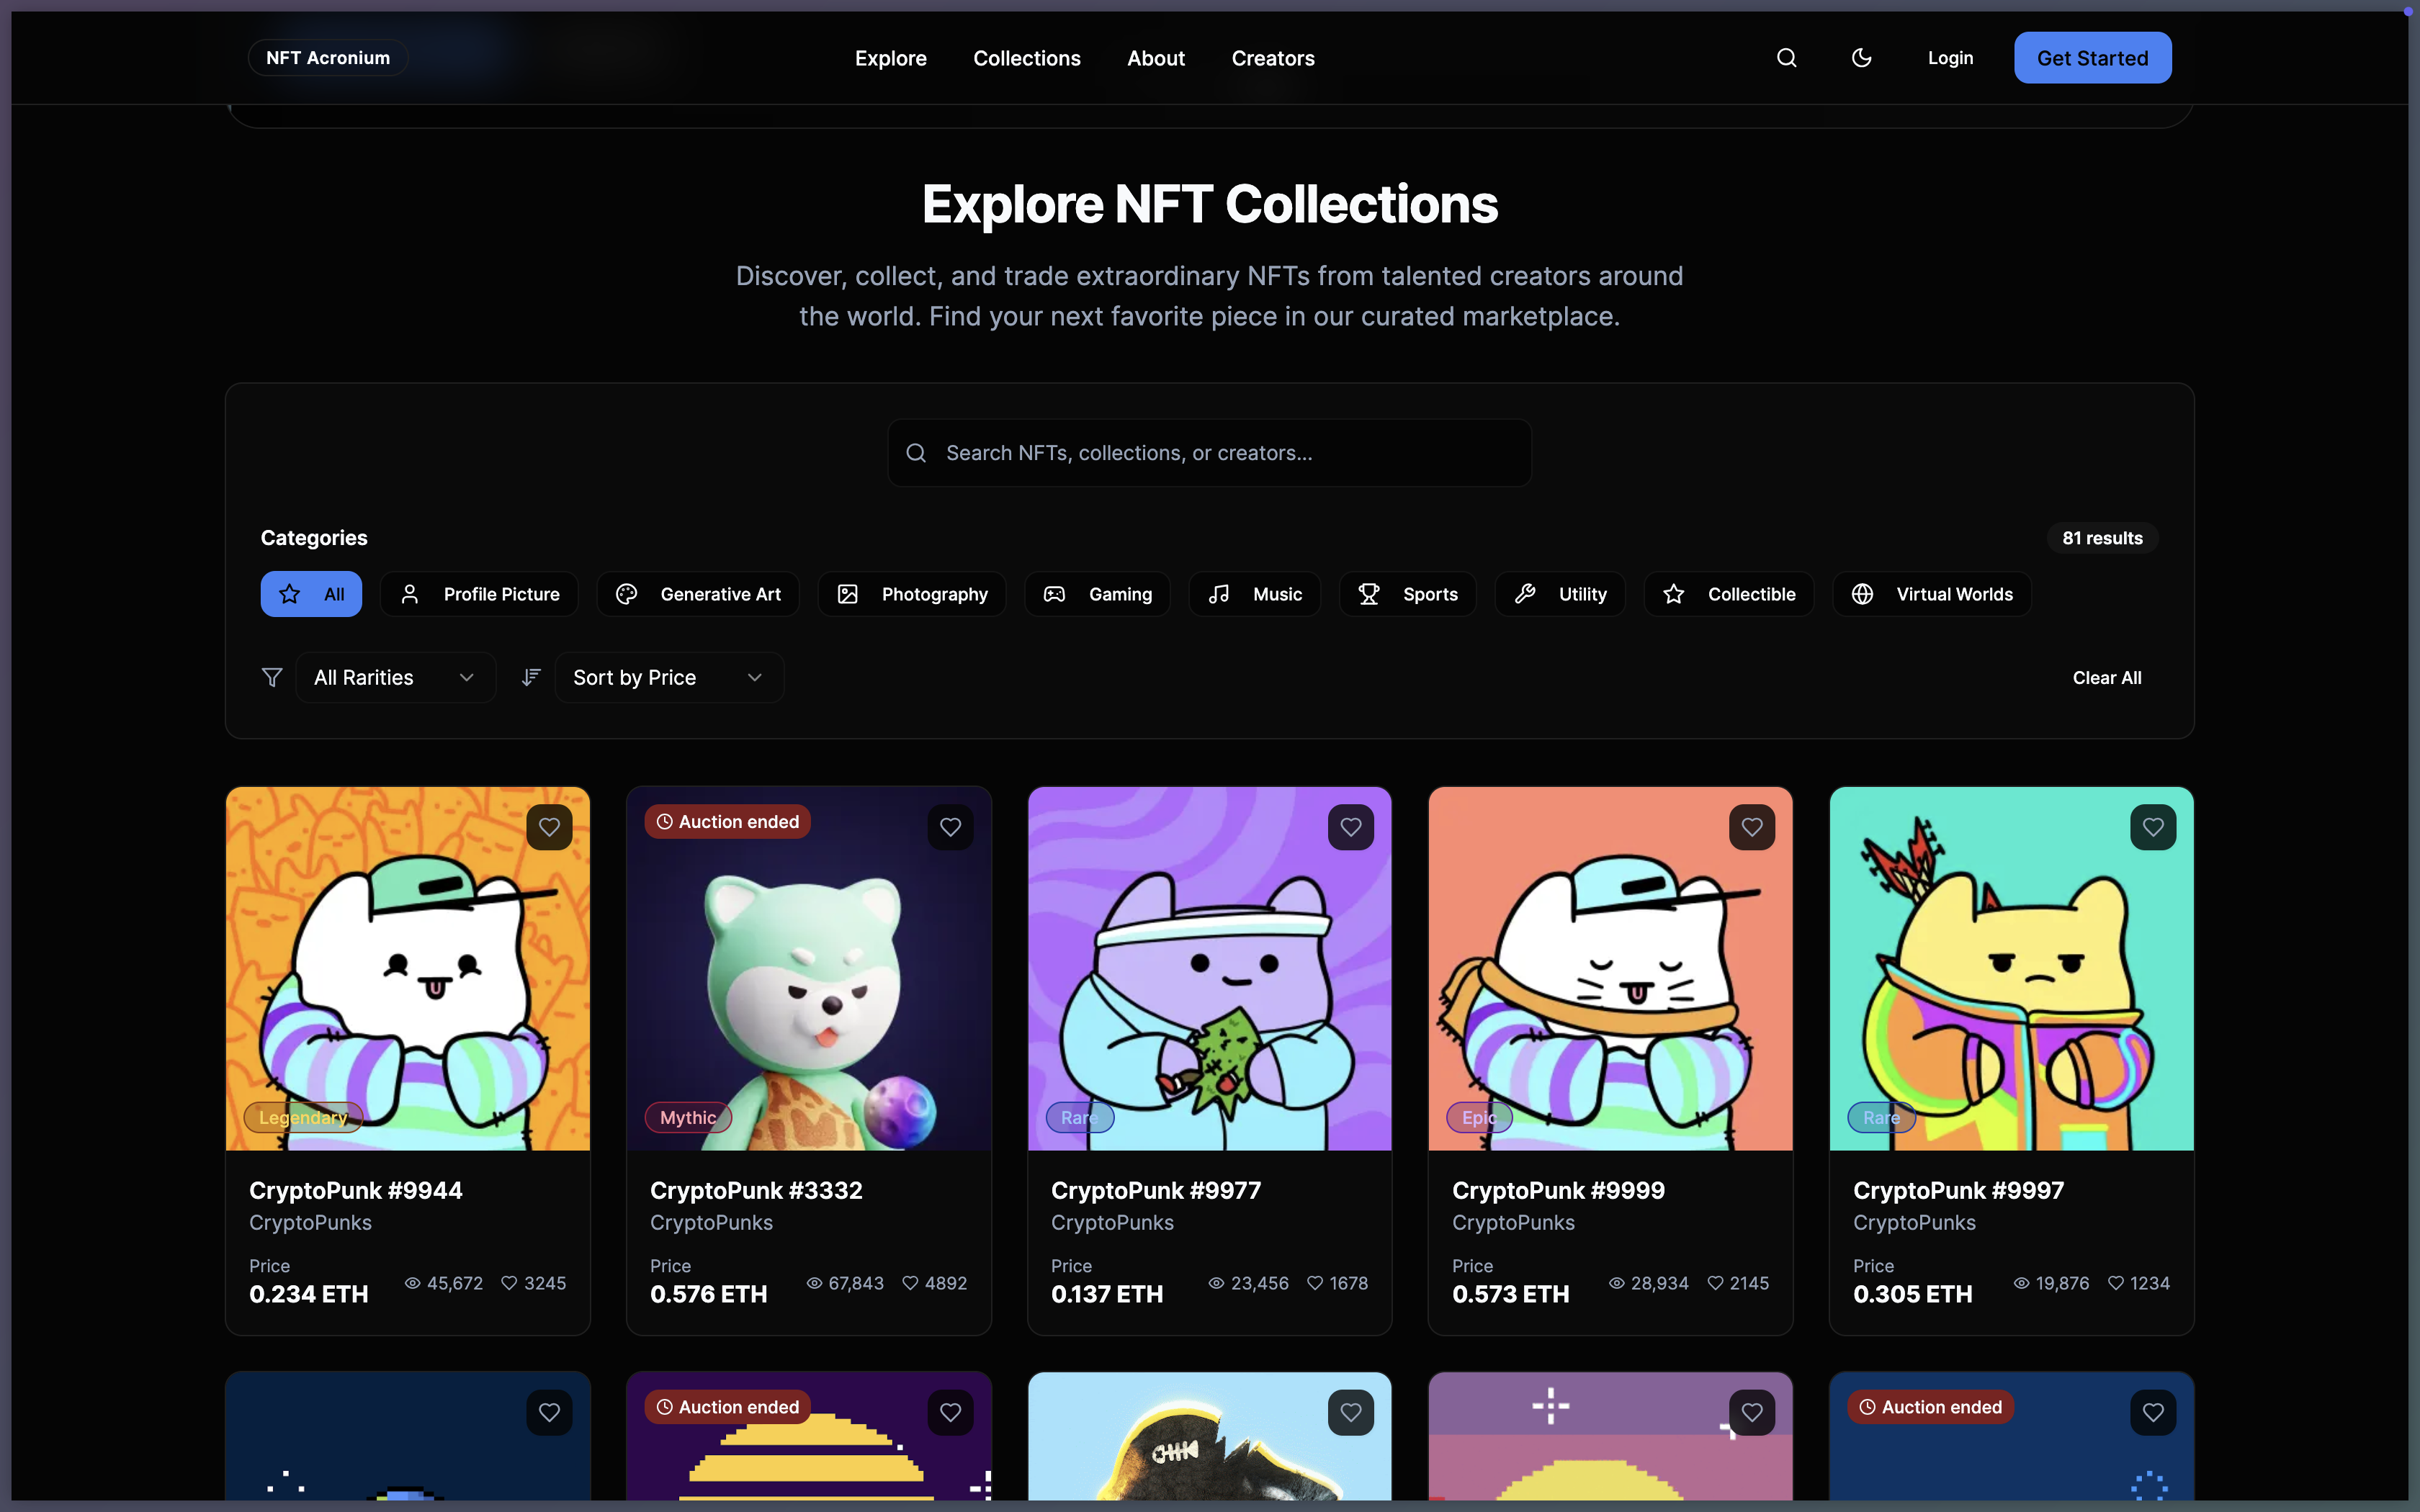 NFT Acronium
Explore
Collections
About
Creators
Login
Get Started
Explore NFT Collections
Discover, collect, and trade extraordinary NFTs from talented creators around
the world. Find your next favorite piece in our curated marketplace.
Search NFTs, collections, or creators...
Categories
81 results
All
Profile Picture
Generative Art
Photography
Gaming
Music
Sports
Utility
Collectible
Virtual Worlds
All Rarities
Sort by Price
Clear All
Legendary
CryptoPunk #9944
CryptoPunks
Price
0.234 ETH
45,672
3245
Auction ended
Mythic
CryptoPunk #3332
CryptoPunks
Price
0.576 ETH
67,843
4892
Rare
CryptoPunk #9977
CryptoPunks
Price
0.137 ETH
23,456
1678
Epic
CryptoPunk #9999
CryptoPunks
Price
0.573 ETH
28,934
2145
Rare
CryptoPunk #9997
CryptoPunks
Price
0.305 ETH
19,876
1234
Auction ended
Auction ended